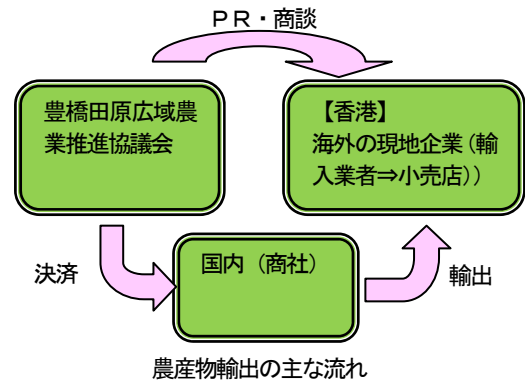 ＰＲ・商談
豊橋田原広域農
業推進協議会
【香港】
海外の現地企業（輸
入業者⇒小売店））
決済
国内（商社）
輸出
農産物輸出の主な流れ